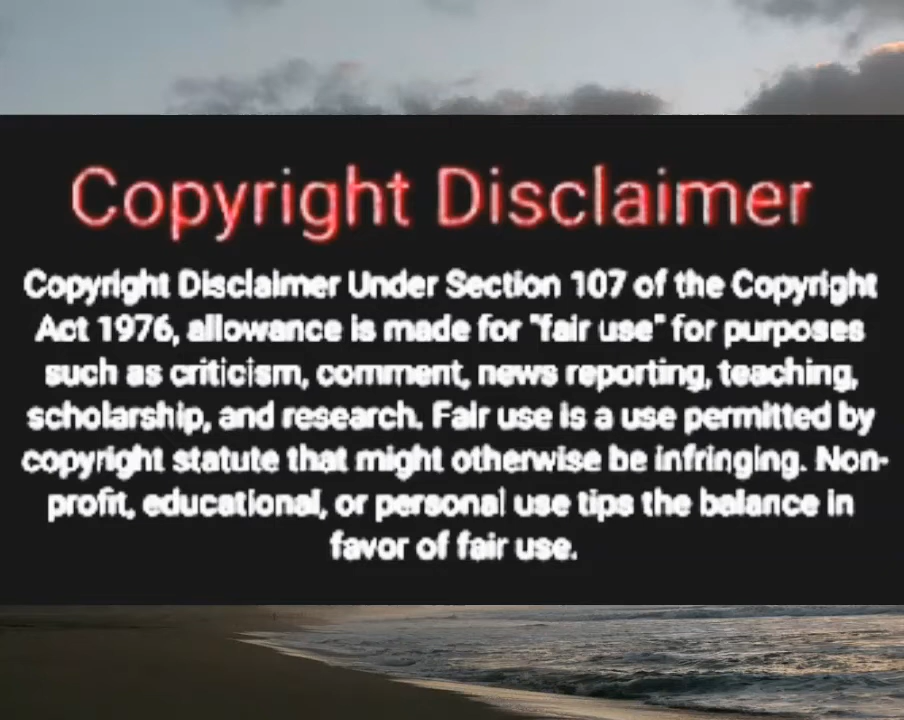 Copyright Disclaimer
Copyright Disclaimer Under Section 107 of the Copyright
Act 1976, allowance is made for "fair use" for purposes
such as criticism, comment, news reporting, teaching,
scholarship, and research. Fair use is a use permitted by
copyright statute that might otherwise be infringing. Non-
profit, educational, or personal use tips the balance in
favor of fair use.